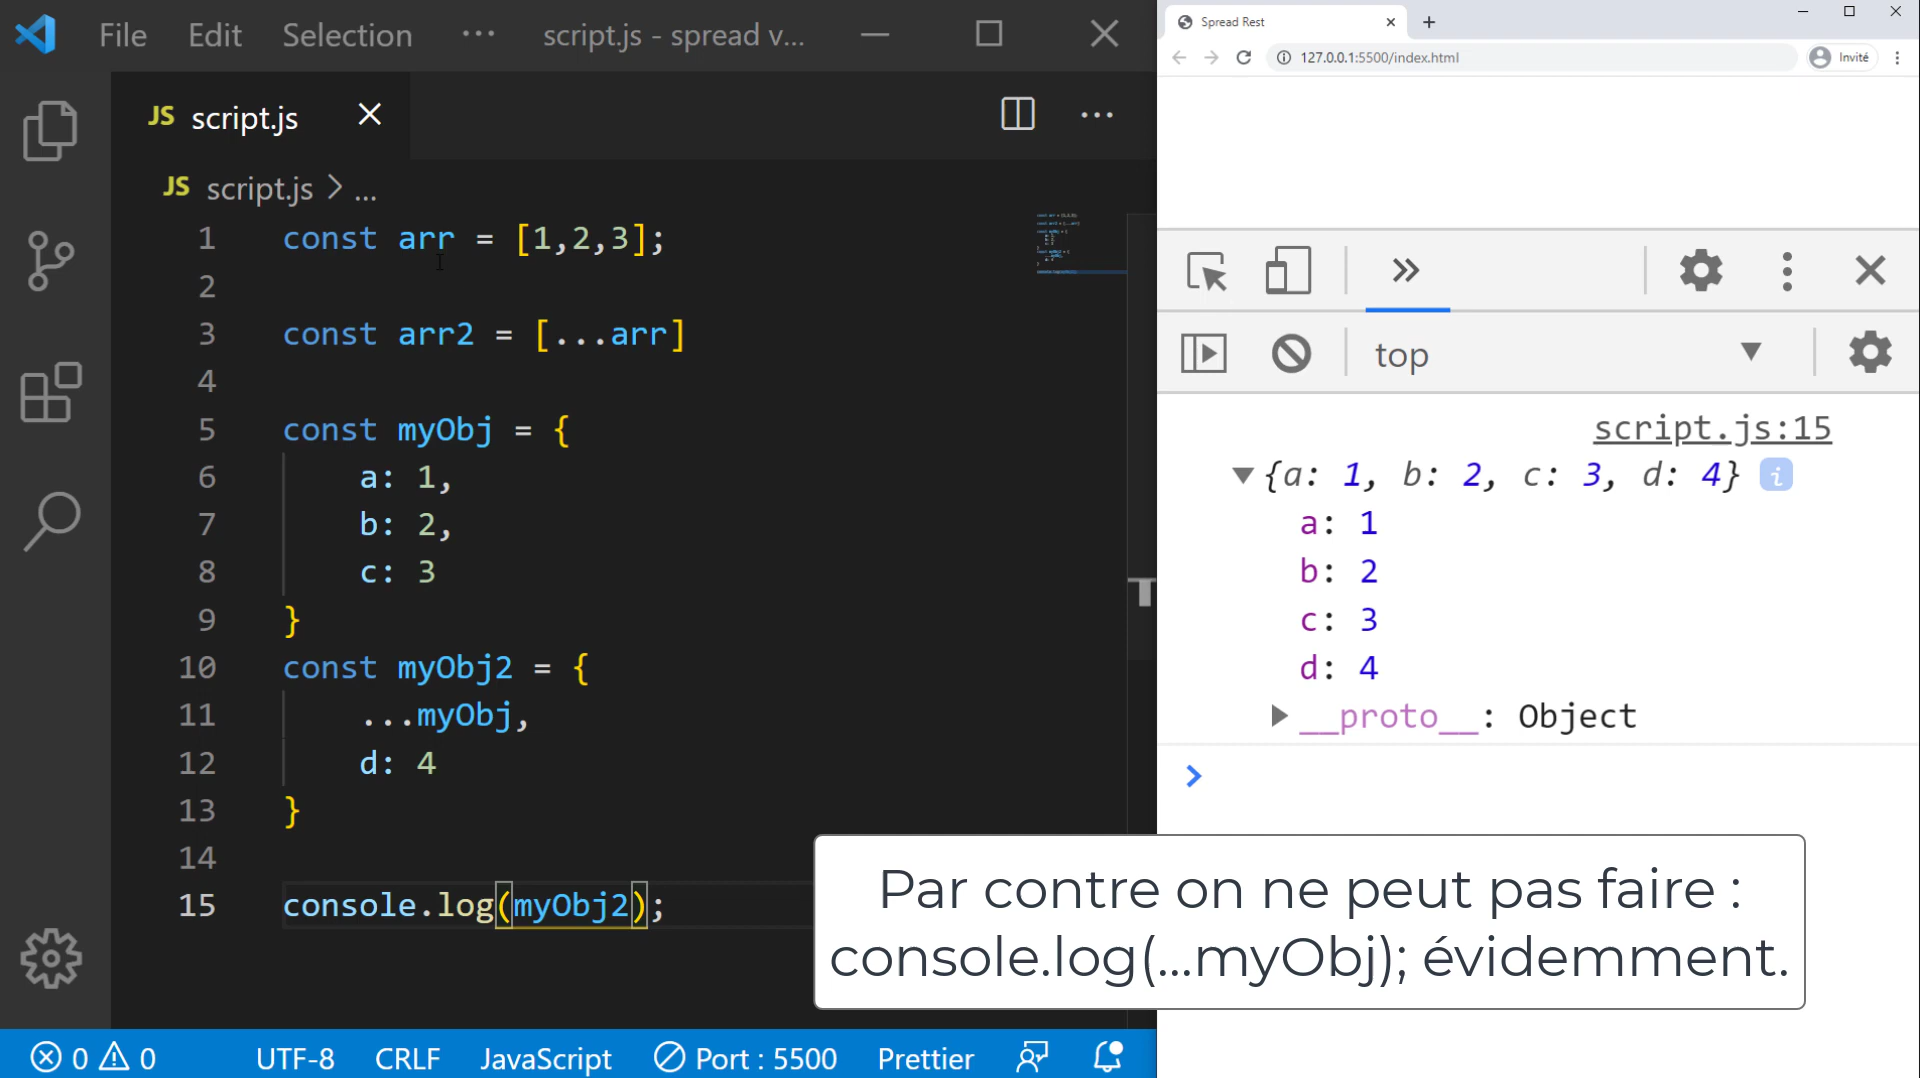 File Edit Selection ... script.js - spread v...
JS script.js
JS script.js > ...
1 const arr = [1,2,3];
2
3 const arr2 = [...arr]
4
5 const myObj = {
6 a: 1,
7 b: 2,
8 c: 3
9 }
10 const myObj2 = {
11 ...myObj,
12 d: 4
13 }
14
15 console.log(myObj2);
0 0 UTF-8 CRLF JavaScript Port : 5500 Prettier
Spread Rest
127.0.0.1:5500/index.html Invité
top
script.js:15
{a: 1, b: 2, c: 3, d: 4} i
a: 1
b: 2
c: 3
d: 4
__proto__: Object
Par contre on ne peut pas faire :
console.log(...myObj); évidemment.